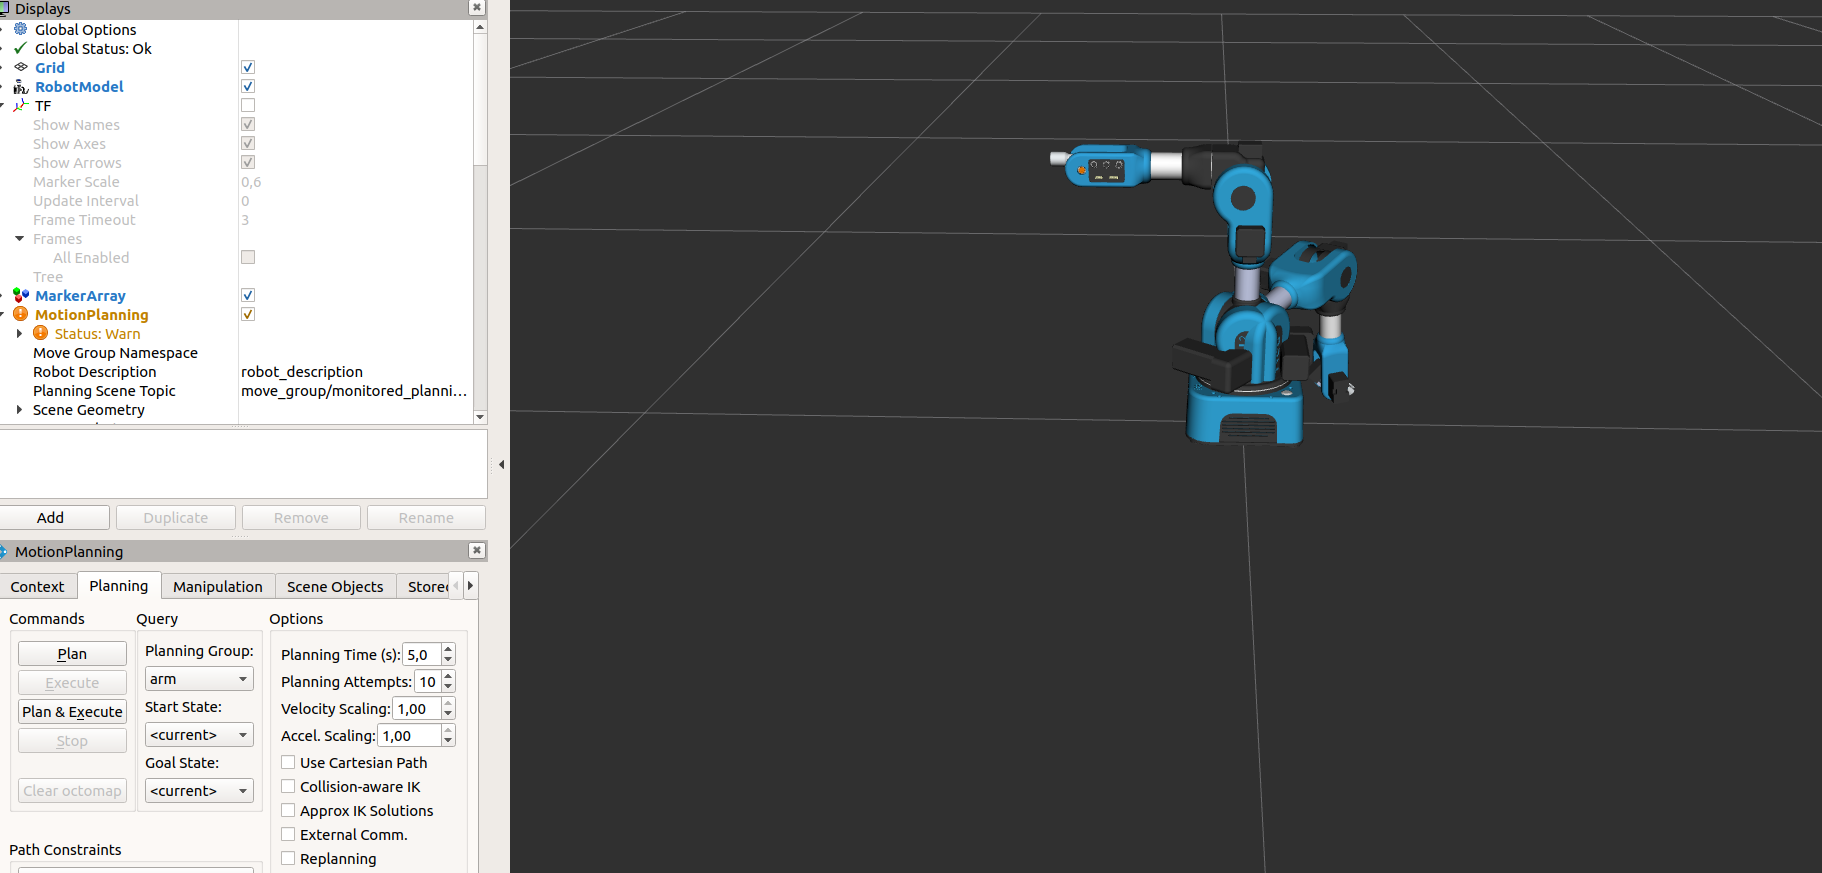 Displays
Global Options
Global Status: Ok
Grid
RobotModel
TF
Show Names
Show Axes
Show Arrows
Marker Scale 0,6
Update Interval 0
Frame Timeout 3
Frames
All Enabled
Tree
MarkerArray
MotionPlanning
Status: Warn
Move Group Namespace
Robot Description robot_description
Planning Scene Topic move_group/monitored_planni...
Scene Geometry
Add Duplicate Remove Rename
MotionPlanning
Context Planning Manipulation Scene Objects Store
Commands Query Options
Plan
Execute
Plan & Execute
Stop
Clear octomap
Planning Group:
arm
Start State:
<current>
Goal State:
<current>
Planning Time (s): 5,0
Planning Attempts: 10
Velocity Scaling: 1,00
Accel. Scaling: 1,00
Use Cartesian Path
Collision-aware IK
Approx IK Solutions
External Comm.
Replanning
Path Constraints